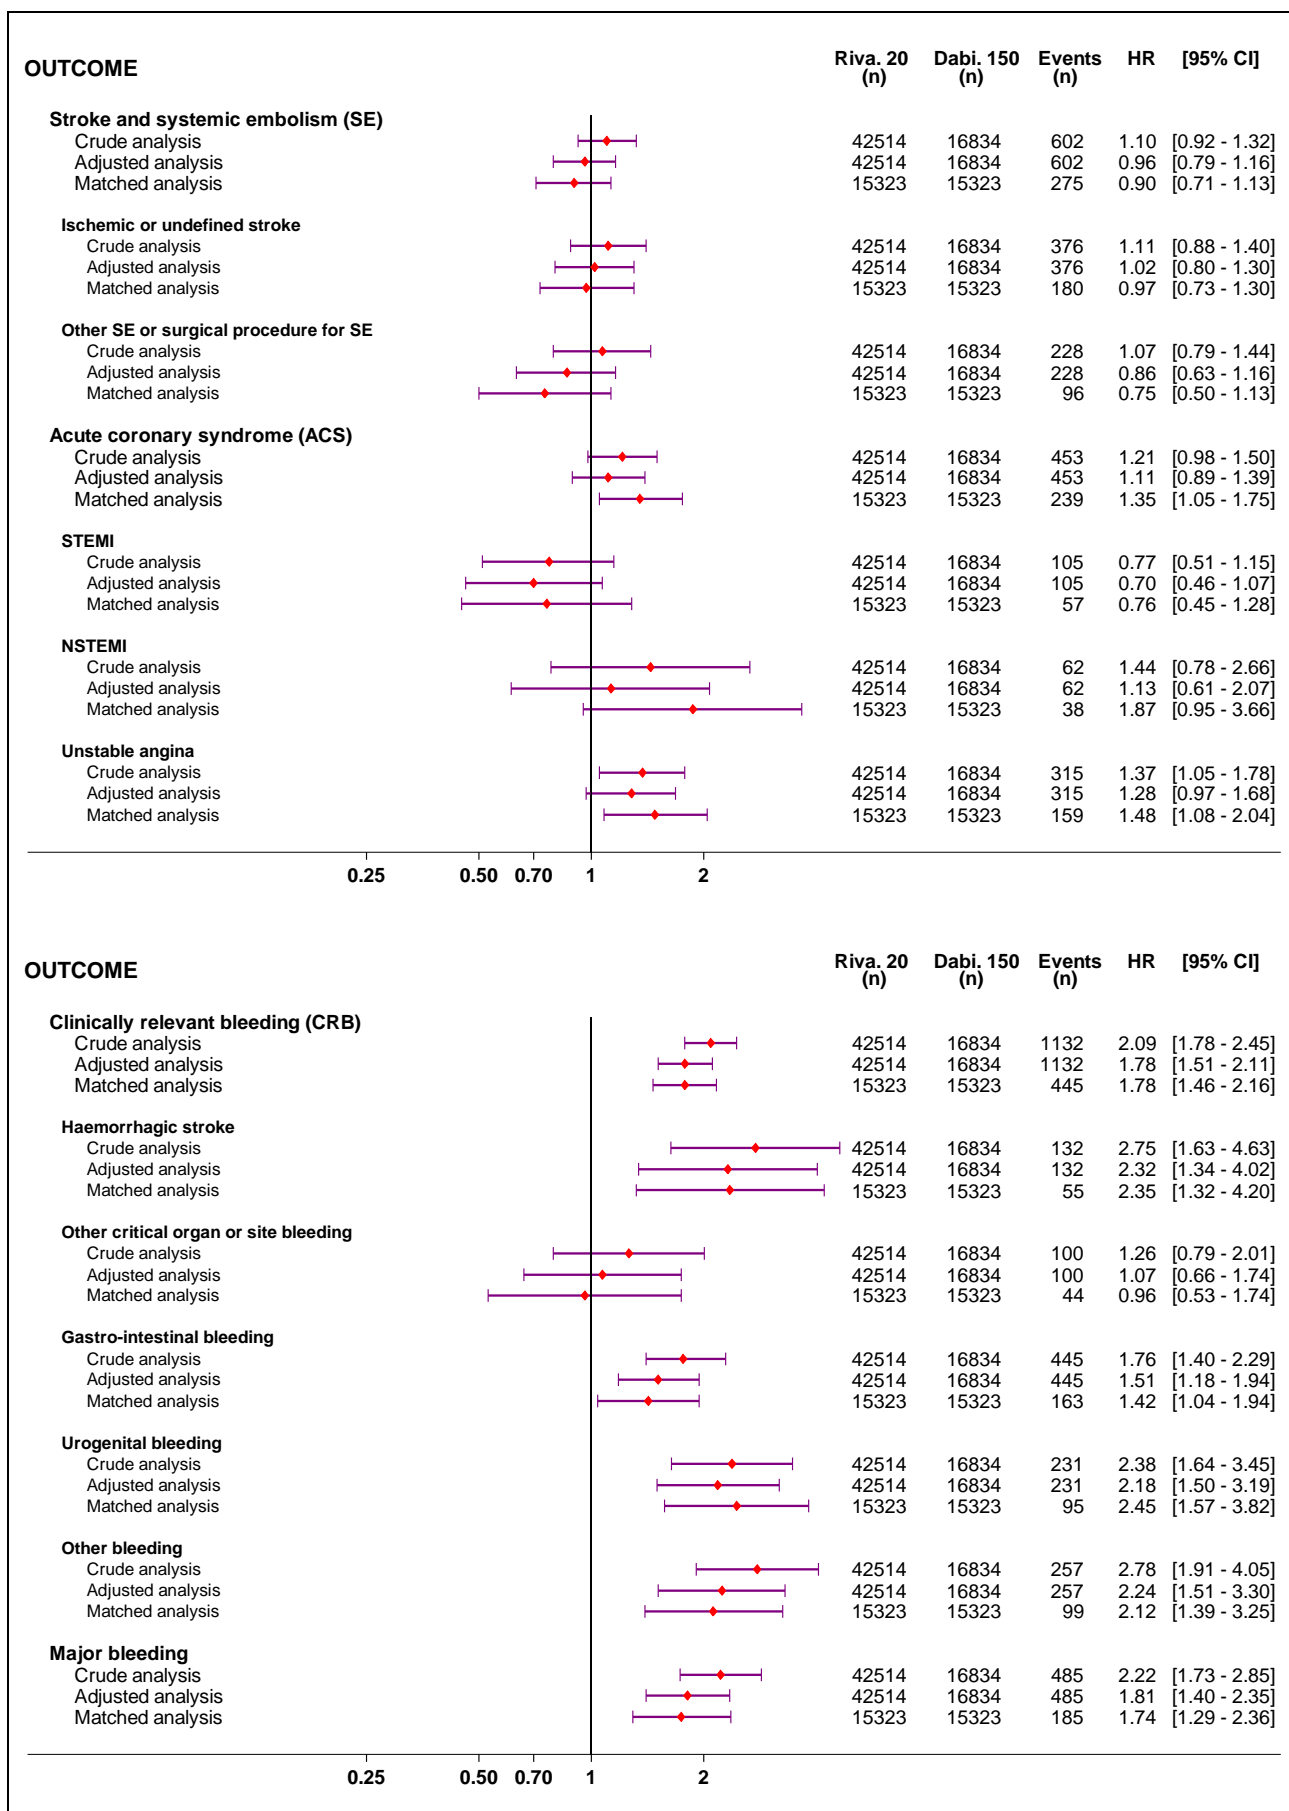 OUTCOME Riva. 20 (n) Dabi. 150 (n) Events (n) HR [95% CI]
Stroke and systemic embolism (SE)
Crude analysis 42514 16834 602 1.10 [0.92 - 1.32]
Adjusted analysis 42514 16834 602 0.96 [0.79 - 1.16]
Matched analysis 15323 15323 275 0.90 [0.71 - 1.13]
Ischemic or undefined stroke
Crude analysis 42514 16834 376 1.11 [0.88 - 1.40]
Adjusted analysis 42514 16834 376 1.02 [0.80 - 1.30]
Matched analysis 15323 15323 180 0.97 [0.73 - 1.30]
Other SE or surgical procedure for SE
Crude analysis 42514 16834 228 1.07 [0.79 - 1.44]
Adjusted analysis 42514 16834 228 0.86 [0.63 - 1.16]
Matched analysis 15323 15323 96 0.75 [0.50 - 1.13]
Acute coronary syndrome (ACS)
Crude analysis 42514 16834 453 1.21 [0.98 - 1.50]
Adjusted analysis 42514 16834 453 1.11 [0.89 - 1.39]
Matched analysis 15323 15323 239 1.35 [1.05 - 1.75]
STEMI
Crude analysis 42514 16834 105 0.77 [0.51 - 1.15]
Adjusted analysis 42514 16834 105 0.70 [0.46 - 1.07]
Matched analysis 15323 15323 57 0.76 [0.45 - 1.28]
NSTEMI
Crude analysis 42514 16834 62 1.44 [0.78 - 2.66]
Adjusted analysis 42514 16834 62 1.13 [0.61 - 2.07]
Matched analysis 15323 15323 38 1.87 [0.95 - 3.66]
Unstable angina
Crude analysis 42514 16834 315 1.37 [1.05 - 1.78]
Adjusted analysis 42514 16834 315 1.28 [0.97 - 1.68]
Matched analysis 15323 15323 159 1.48 [1.08 - 2.04]
0.25 0.50 0.70 1 2
OUTCOME Riva. 20 (n) Dabi. 150 (n) Events (n) HR [95% CI]
Clinically relevant bleeding (CRB)
Crude analysis 42514 16834 1132 2.09 [1.78 - 2.45]
Adjusted analysis 42514 16834 1132 1.78 [1.51 - 2.11]
Matched analysis 15323 15323 445 1.78 [1.46 - 2.16]
Haemorrhagic stroke
Crude analysis 42514 16834 132 2.75 [1.63 - 4.63]
Adjusted analysis 42514 16834 132 2.32 [1.34 - 4.02]
Matched analysis 15323 15323 55 2.35 [1.32 - 4.20]
Other critical organ or site bleeding
Crude analysis 42514 16834 100 1.26 [0.79 - 2.01]
Adjusted analysis 42514 16834 100 1.07 [0.66 - 1.74]
Matched analysis 15323 15323 44 0.96 [0.53 - 1.74]
Gastro-intestinal bleeding
Crude analysis 42514 16834 445 1.76 [1.40 - 2.29]
Adjusted analysis 42514 16834 445 1.51 [1.18 - 1.94]
Matched analysis 15323 15323 163 1.42 [1.04 - 1.94]
Urogenital bleeding
Crude analysis 42514 16834 231 2.38 [1.64 - 3.45]
Adjusted analysis 42514 16834 231 2.18 [1.50 - 3.19]
Matched analysis 15323 15323 95 2.45 [1.57 - 3.82]
Other bleeding
Crude analysis 42514 16834 257 2.78 [1.91 - 4.05]
Adjusted analysis 42514 16834 257 2.24 [1.51 - 3.30]
Matched analysis 15323 15323 99 2.12 [1.39 - 3.25]
Major bleeding
Crude analysis 42514 16834 485 2.22 [1.73 - 2.85]
Adjusted analysis 42514 16834 485 1.81 [1.40 - 2.35]
Matched analysis 15323 15323 185 1.74 [1.29 - 2.36]
0.25 0.50 0.70 1 2